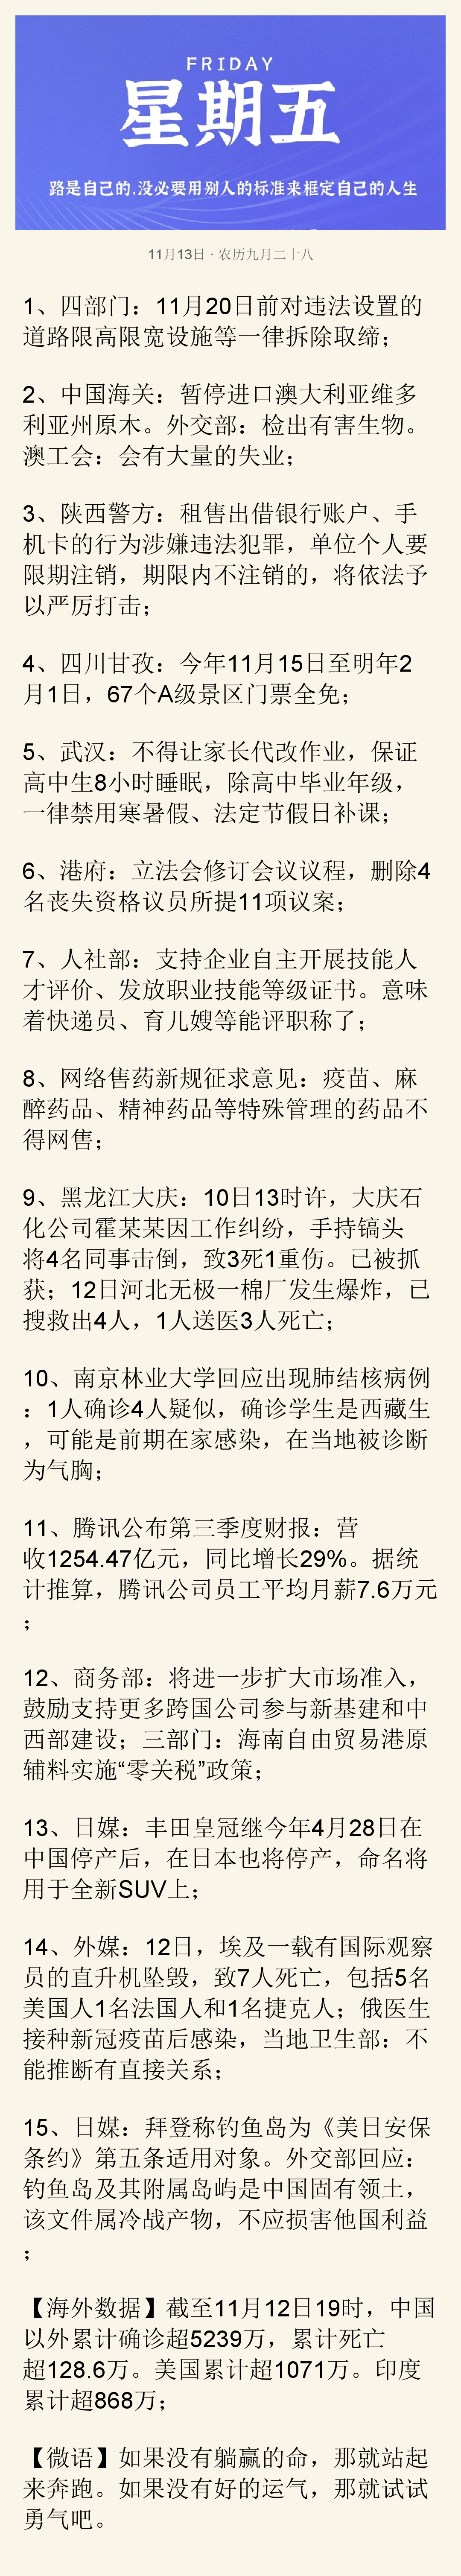 FRIDAY
星期五
路是自己的.没必要用别人的标准来框定自己的人生
11月13日 · 农历九月二十八
1、四部门：11月20日前对违法设置的
道路限高限宽设施等一律拆除取缔；
2、中国海关：暂停进口澳大利亚维多
利亚州原木。外交部：检出有害生物。
澳工会：会有大量的失业；
3、陕西警方：租售出借银行账户、手
机卡的行为涉嫌违法犯罪，单位个人要
限期注销，期限内不注销的，将依法予
以严厉打击；
4、四川甘孜：今年11月15日至明年2
月1日，67个A级景区门票全免；
5、武汉：不得让家长代改作业，保证
高中生8小时睡眠，除高中毕业年级，
一律禁用寒暑假、法定节假日补课；
6、港府：立法会修订会议议程，删除4
名丧失资格议员所提11项议案；
7、人社部：支持企业自主开展技能人
才评价、发放职业技能等级证书。意味
着快递员、育儿嫂等能评职称了；
8、网络售药新规征求意见：疫苗、麻
醉药品、精神药品等特殊管理的药品不
得网售；
9、黑龙江大庆：10日13时许，大庆石
化公司霍某某因工作纠纷，手持镐头
将4名同事击倒，致3死1重伤。已被抓
获；12日河北无极一棉厂发生爆炸，已
搜救出4人，1人送医3人死亡；
10、南京林业大学回应出现肺结核病例
：1人确诊4人疑似，确诊学生是西藏生
，可能是前期在家感染，在当地被诊断
为气胸；
11、腾讯公布第三季度财报：营
收1254.47亿元，同比增长29%。据统
计推算，腾讯公司员工平均月薪7.6万元
；
12、商务部：将进一步扩大市场准入，
鼓励支持更多跨国公司参与新基建和中
西部建设；三部门：海南自由贸易港原
辅料实施“零关税”政策；
13、日媒：丰田皇冠继今年4月28日在
中国停产后，在日本也将停产，命名将
用于全新SUV上；
14、外媒：12日，埃及一载有国际观察
员的直升机坠毁，致7人死亡，包括5名
美国人1名法国人和1名捷克人；俄医生
接种新冠疫苗后感染，当地卫生部：不
能推断有直接关系；
15、日媒：拜登称钓鱼岛为《美日安保
条约》第五条适用对象。外交部回应：
钓鱼岛及其附属岛屿是中国固有领土，
该文件属冷战产物，不应损害他国利益
；
【海外数据】截至11月12日19时，中国
以外累计确诊超5239万，累计死亡
超128.6万。美国累计超1071万。印度
累计超868万；
【微语】如果没有躺赢的命，那就站起
来奔跑。如果没有好的运气，那就试试
勇气吧。